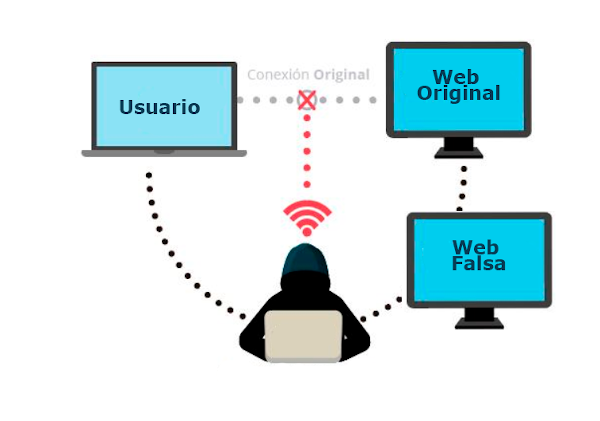 Conexión Original
Usuario
Web
Original
Web
Falsa